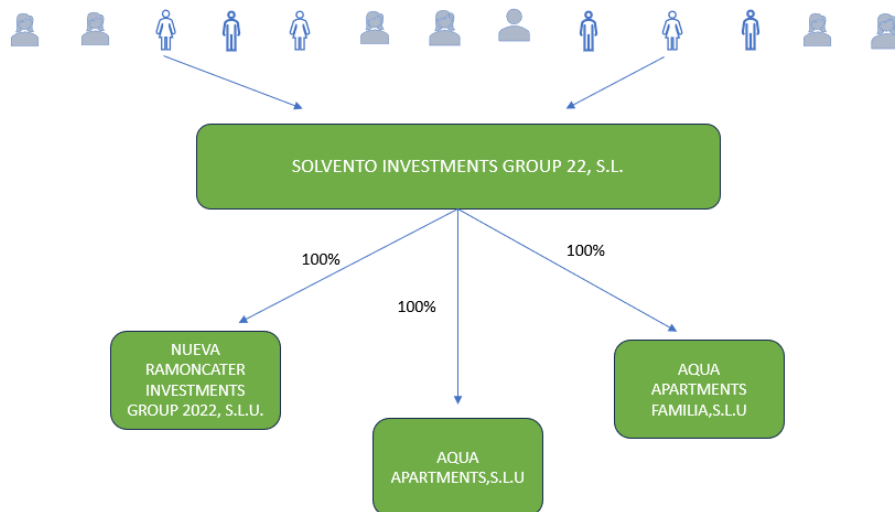 SOLVENTO INVESTMENTS GROUP 22, S.L.
100%
100%
100%
NUEVA
RAMONCATER
INVESTMENTS
GROUP 2022, S.L.U.
AQUA
APARTMENTS
FAMILIA,S.L.U
AQUA
APARTMENTS,S.L.U